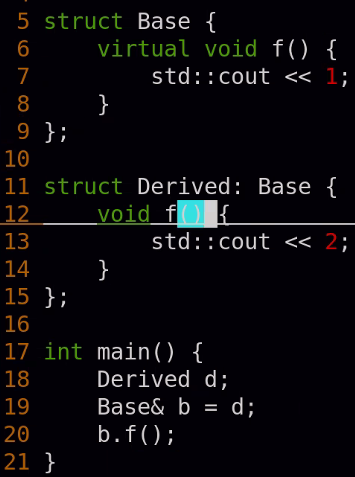 5 struct Base {
6     virtual void f() {
7         std::cout << 1;
8     }
9 };
10
11 struct Derived: Base {
12     void f() {
13         std::cout << 2;
14     }
15 };
16
17 int main() {
18     Derived d;
19     Base& b = d;
20     b.f();
21 }